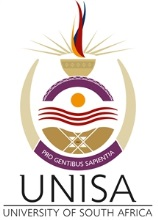 PRO GENTIBUS SAPIENTIA
UNISA
UNIVERSITY OF SOUTH AFRICA